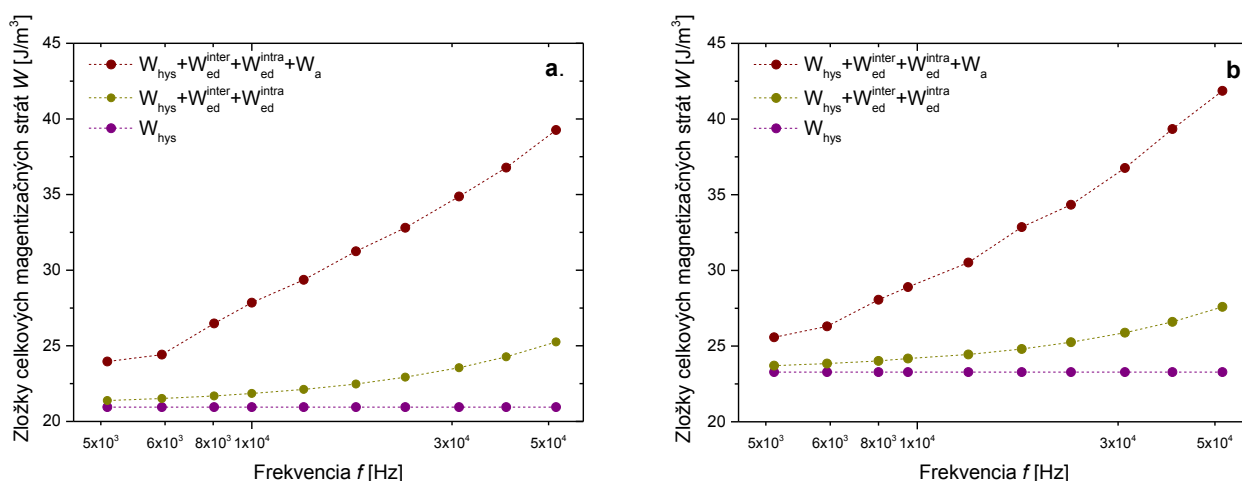 Zložky celkových magentizačných strát W [J/m³]
45
40
35
30
25
20
W_hys+W_ed^inter+W_ed^intra+W_a
W_hys+W_ed^inter+W_ed^intra
W_hys
a.
5x10³ 6x10³ 8x10³ 1x10⁴ 3x10⁴ 5x10⁴
Frekvencia f [Hz]
Zložky celkových magnetizačných strát W [J/m³]
45
40
35
30
25
20
W_hys+W_ed^inter+W_ed^intra+W_a
W_hys+W_ed^inter+W_ed^intra
W_hys
b
5x10³ 6x10³ 8x10³ 1x10⁴ 3x10⁴ 5x10⁴
Frekvencia f [Hz]